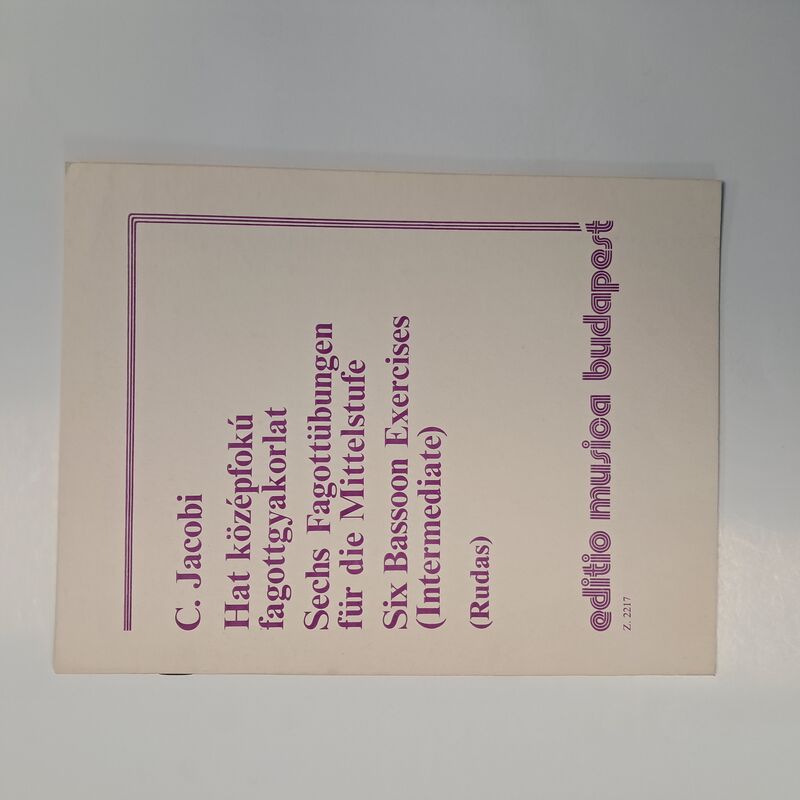 C. Jacobi
Hat középfokú
fagottgyakorlat
Sechs Fagottübungen
für die Mittelstufe
Six Bassoon Exercises
(Intermediate)
(Rudas)
editio musica budapest
Z. 2217